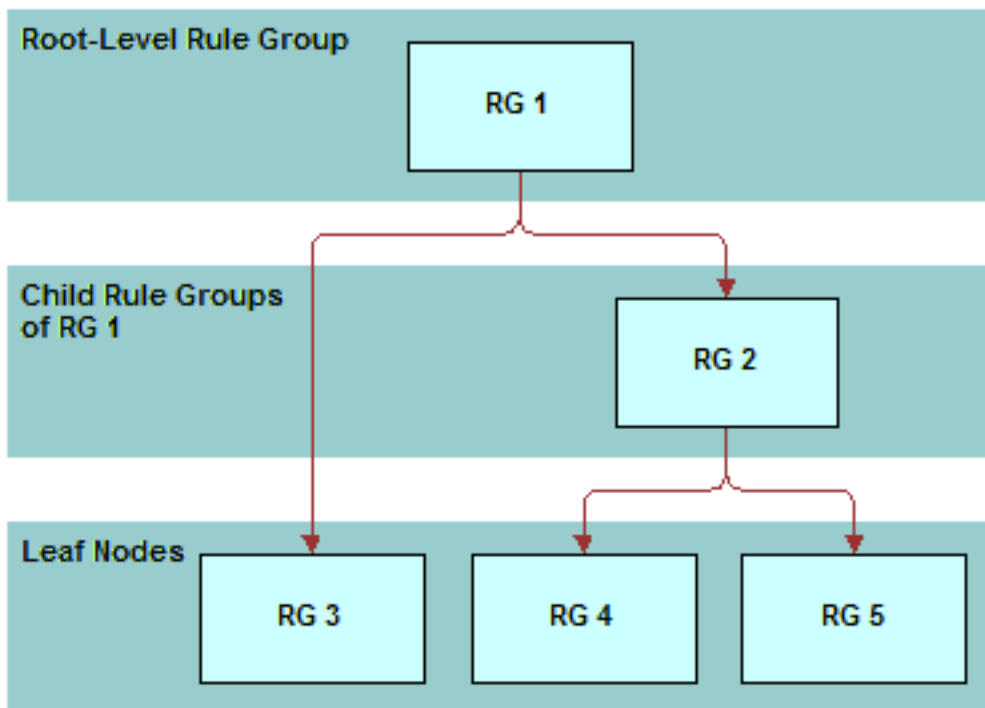 Root-Level Rule Group
RG 1
Child Rule Groups
of RG 1
RG 2
Leaf Nodes
RG 3
RG 4
RG 5